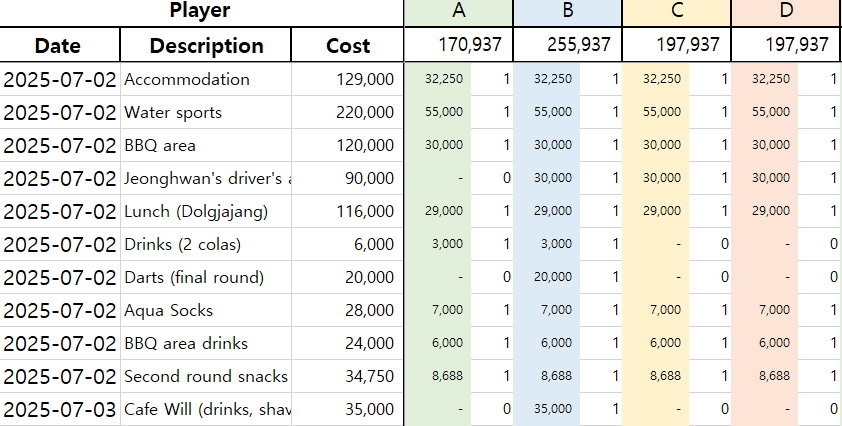 Player A B C D
Date Description Cost 170,937 255,937 197,937 197,937
2025-07-02 Accommodation 129,000 32,250 1 32,250 1 32,250 1 32,250 1
2025-07-02 Water sports 220,000 55,000 1 55,000 1 55,000 1 55,000 1
2025-07-02 BBQ area 120,000 30,000 1 30,000 1 30,000 1 30,000 1
2025-07-02 Jeonghwan's driver's 90,000 - 0 30,000 1 30,000 1 30,000 1
2025-07-02 Lunch (Dolgjajang) 116,000 29,000 1 29,000 1 29,000 1 29,000 1
2025-07-02 Drinks (2 colas) 6,000 3,000 1 3,000 1 - 0 - 0
2025-07-02 Darts (final round) 20,000 - 0 20,000 1 - 0 - 0
2025-07-02 Aqua Socks 28,000 7,000 1 7,000 1 7,000 1 7,000 1
2025-07-02 BBQ area drinks 24,000 6,000 1 6,000 1 6,000 1 6,000 1
2025-07-02 Second round snacks 34,750 8,688 1 8,688 1 8,688 1 8,688 1
2025-07-03 Cafe Will (drinks, shav 35,000 - 0 35,000 1 - 0 - 0